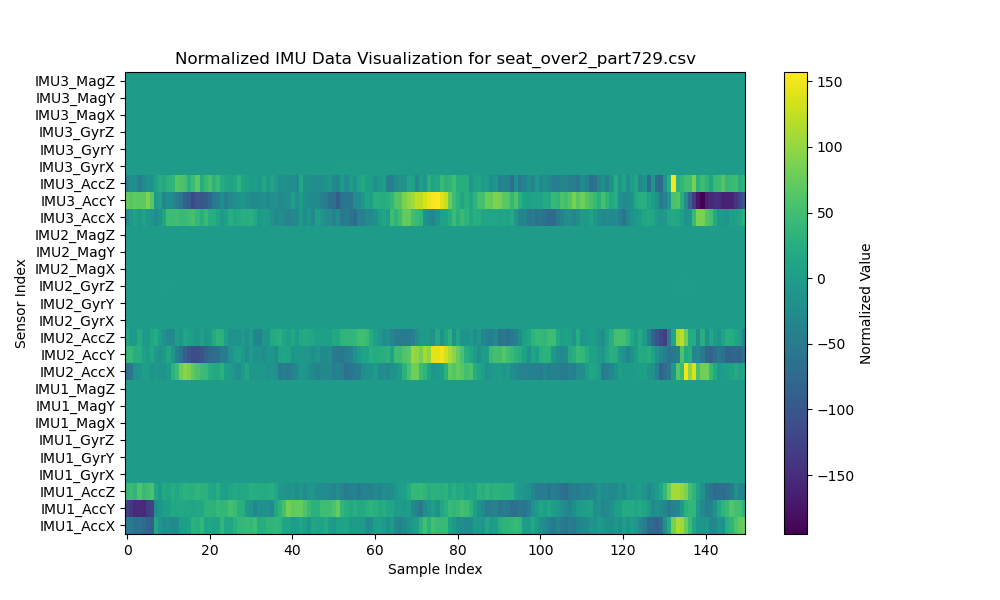 Normalized IMU Data Visualization for seat_over2_part729.csv
IMU3_MagZ
IMU3_MagY
IMU3_MagX
IMU3_GyrZ
IMU3_GyrY
IMU3_GyrX
IMU3_AccZ
IMU3_AccY
IMU3_AccX
IMU2_MagZ
IMU2_MagY
IMU2_MagX
IMU2_GyrZ
IMU2_GyrY
IMU2_GyrX
IMU2_AccZ
IMU2_AccY
IMU2_AccX
IMU1_MagZ
IMU1_MagY
IMU1_MagX
IMU1_GyrZ
IMU1_GyrY
IMU1_GyrX
IMU1_AccZ
IMU1_AccY
IMU1_AccX
Sensor Index
0 20 40 60 80 100 120 140
Sample Index
150
100
50
0
−50
−100
−150
Normalized Value